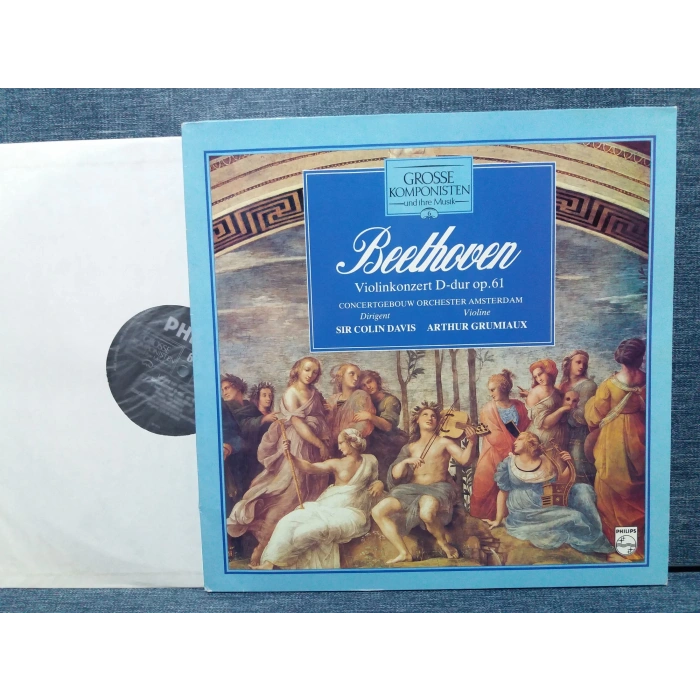 GROSSE
KOMPONISTEN
und ihre Musik
Beethoven
Violinkonzert D-dur op.61
CONCERTGEBOUW ORCHESTER AMSTERDAM
Dirigent Violine
SIR COLIN DAVIS ARTHUR GRUMIAUX
PHILIPS